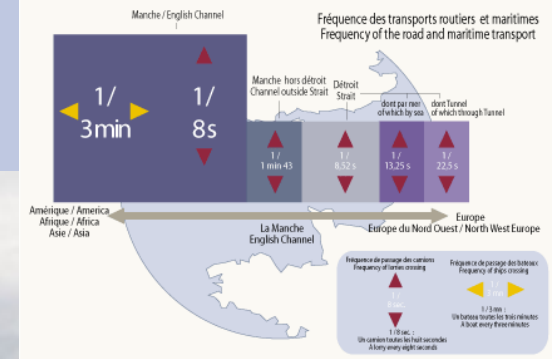 Manche / English Channel
Fréquence des transports routiers et maritimes
Frequency of the road and maritime transport
Manche hors détroit
Channel outside Strait
Détroit
Strait
dont par mer
of which by sea
dont Tunnel
of which through Tunnel
1/
3min
1/
8s
1/
1 min 43
1/
8,52 s
1/
13,25 s
1/
22,5 s
Amérique / America
Afrique / Africa
Asie / Asia
La Manche
English Channel
Europe
Europe du Nord Ouest / North West Europe
Fréquence de passage des camions
Frequency of lorries crossing
1/
8 sec.
1/8 sec. :
Un camion toutes les huit secondes
A lorry every eight seconds
Fréquence de passage des bateaux
Frequency of ships crossing
1/
3 mn
1/ 3 mn :
Un bateau toutes les trois minutes
A boat every three minutes